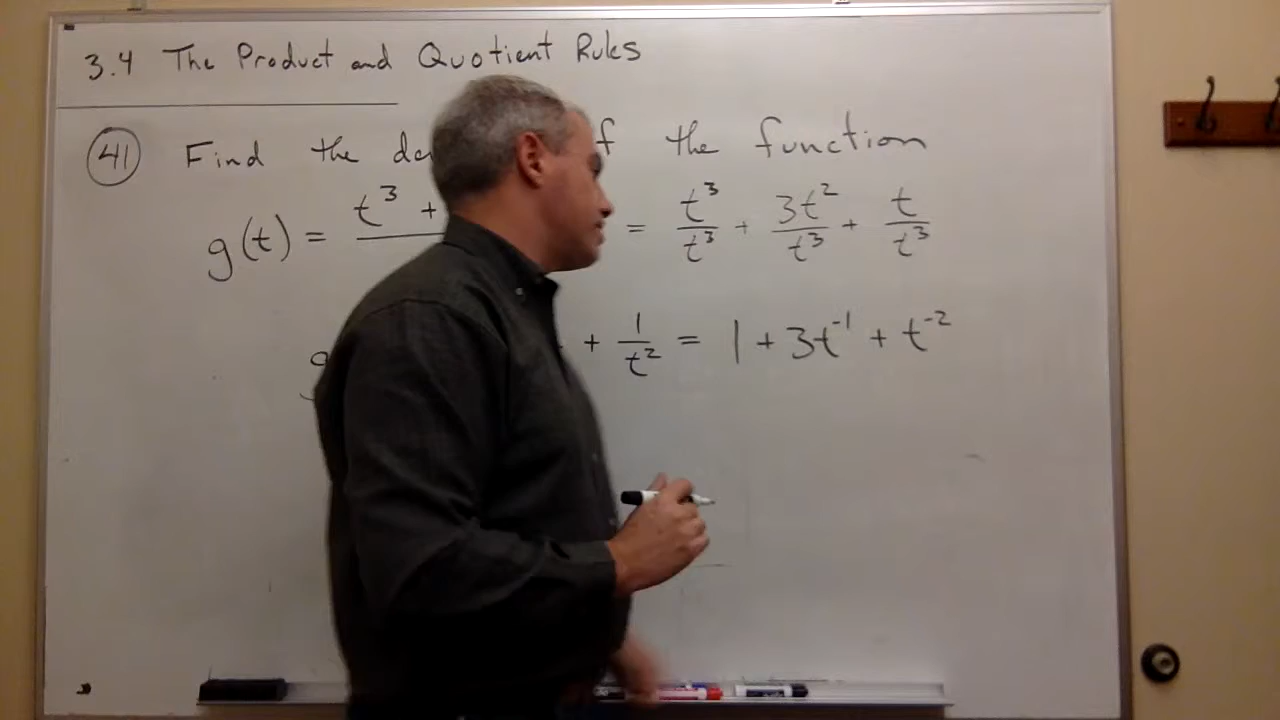 3.4 The Product and Quotient Rules
41 Find the de f the function
g(t) = t³ + = t³/t³ + 3t²/t³ + t/t³
g + 1/t² = 1 + 3t⁻¹ + t⁻²